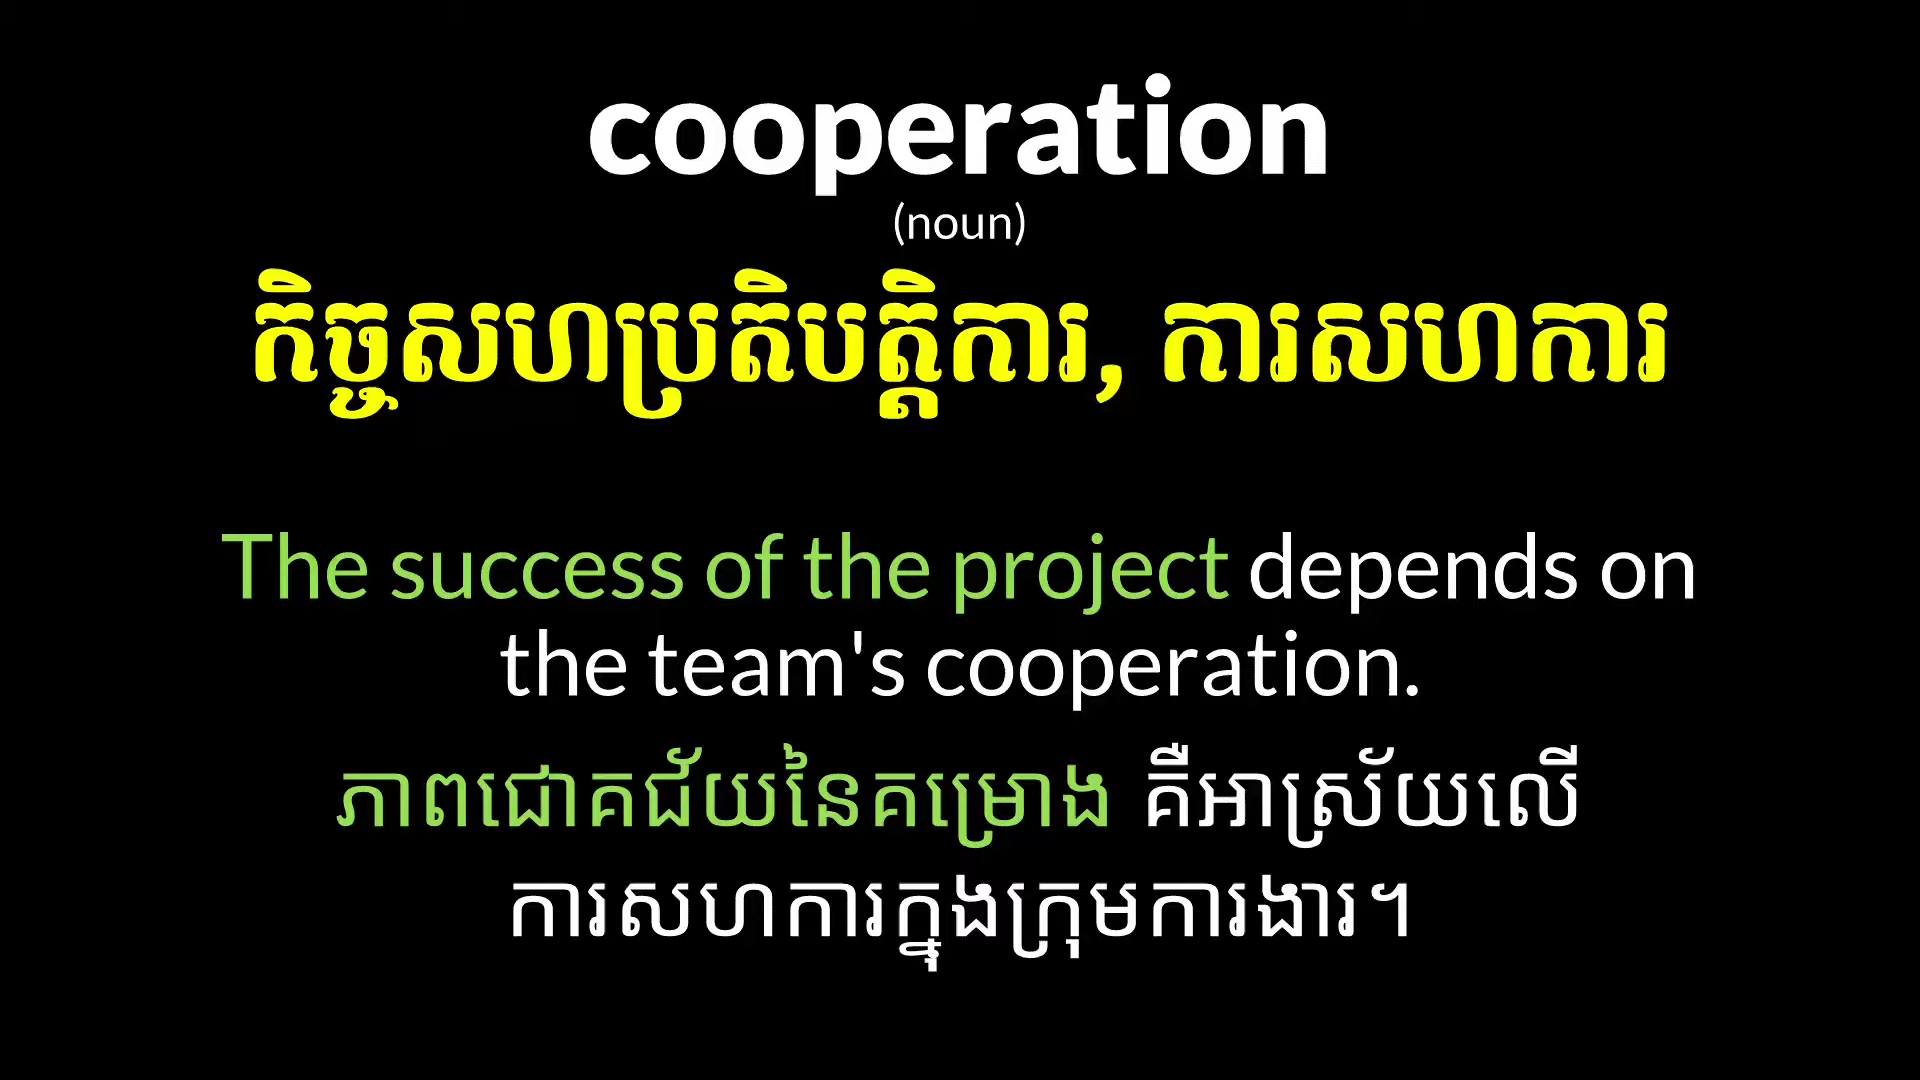 cooperation
(noun)
កិច្ចសហប្រតិបត្តិការ, ការសហការ
The success of the project depends on
the team's cooperation.
ភាពជោគជ័យនៃគម្រោង គឺអាស្រ័យលើ
ការសហការក្នុងក្រុមការងារ។